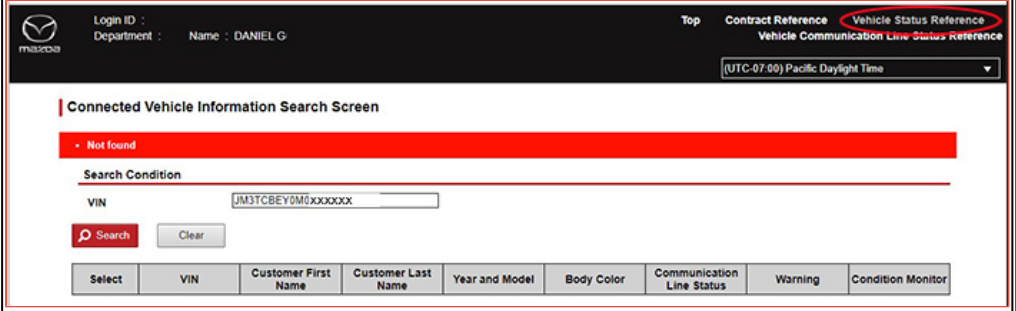 Login ID :
Top Contract Reference Vehicle Status Reference
Department : Name : DANIEL G
Vehicle Communication Line Status Reference
mazda
(UTC-07:00) Pacific Daylight Time
Connected Vehicle Information Search Screen
• Not found
Search Condition
VIN JM3TCBEY0M0xxxxxx
Search Clear
Select VIN Customer First Name Customer Last Name Year and Model Body Color Communication Line Status Warning Condition Monitor